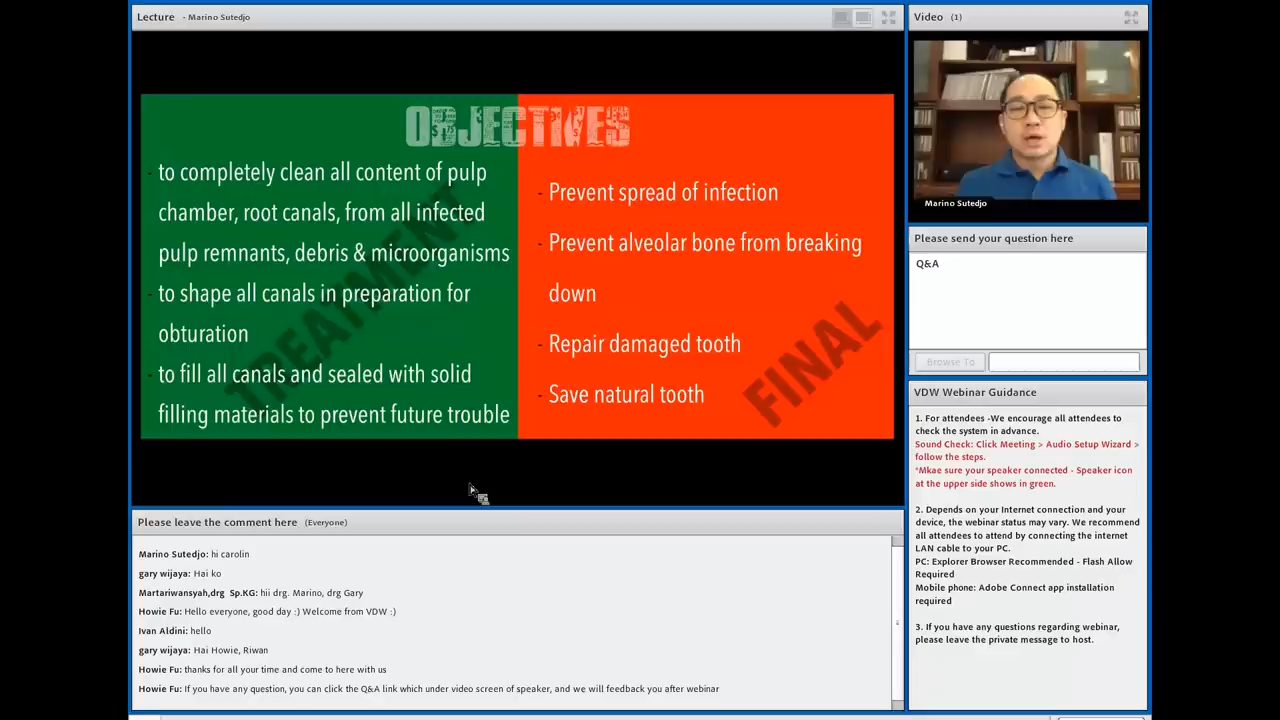 Lecture - Marino Sutedjo
OBJECTIVES
TREATMENT
- to completely clean all content of pulp
chamber, root canals, from all infected
pulp remnants, debris & microorganisms
- to shape all canals in preparation for
obturation
- to fill all canals and sealed with solid
filling materials to prevent future trouble
FINAL
- Prevent spread of infection
- Prevent alveolar bone from breaking
down
- Repair damaged tooth
- Save natural tooth
Please leave the comment here (Everyone)
Marino Sutedjo: hi carolin
gary wijaya: Hai ko
Martariwansyah,drg Sp.KG: hii drg. Marino, drg Gary
Howie Fu: Hello everyone, good day :) Welcome from VDW :)
Ivan Aldini: hello
gary wijaya: Hai Howie, Riwan
Howie Fu: thanks for all your time and come to here with us
Howie Fu: If you have any question, you can click the Q&A link which under video screen of speaker, and we will feedback you after webinar
Video (1)
Marino Sutedjo
Please send your question here
Q&A
Browse To
VDW Webinar Guidance
1. For attendees -We encourage all attendees to
check the system in advance.
Sound Check: Click Meeting > Audio Setup Wizard >
follow the steps.
*Mkae sure your speaker connected - Speaker icon
at the upper side shows in green.
2. Depends on your Internet connection and your
device, the webinar status may vary. We recommend
all attendees to attend by connecting the internet
LAN cable to your PC.
PC: Explorer Browser Recommended - Flash Allow
Required
Mobile phone: Adobe Connect app installation
required
3. If you have any questions regarding webinar,
please leave the private message to host.